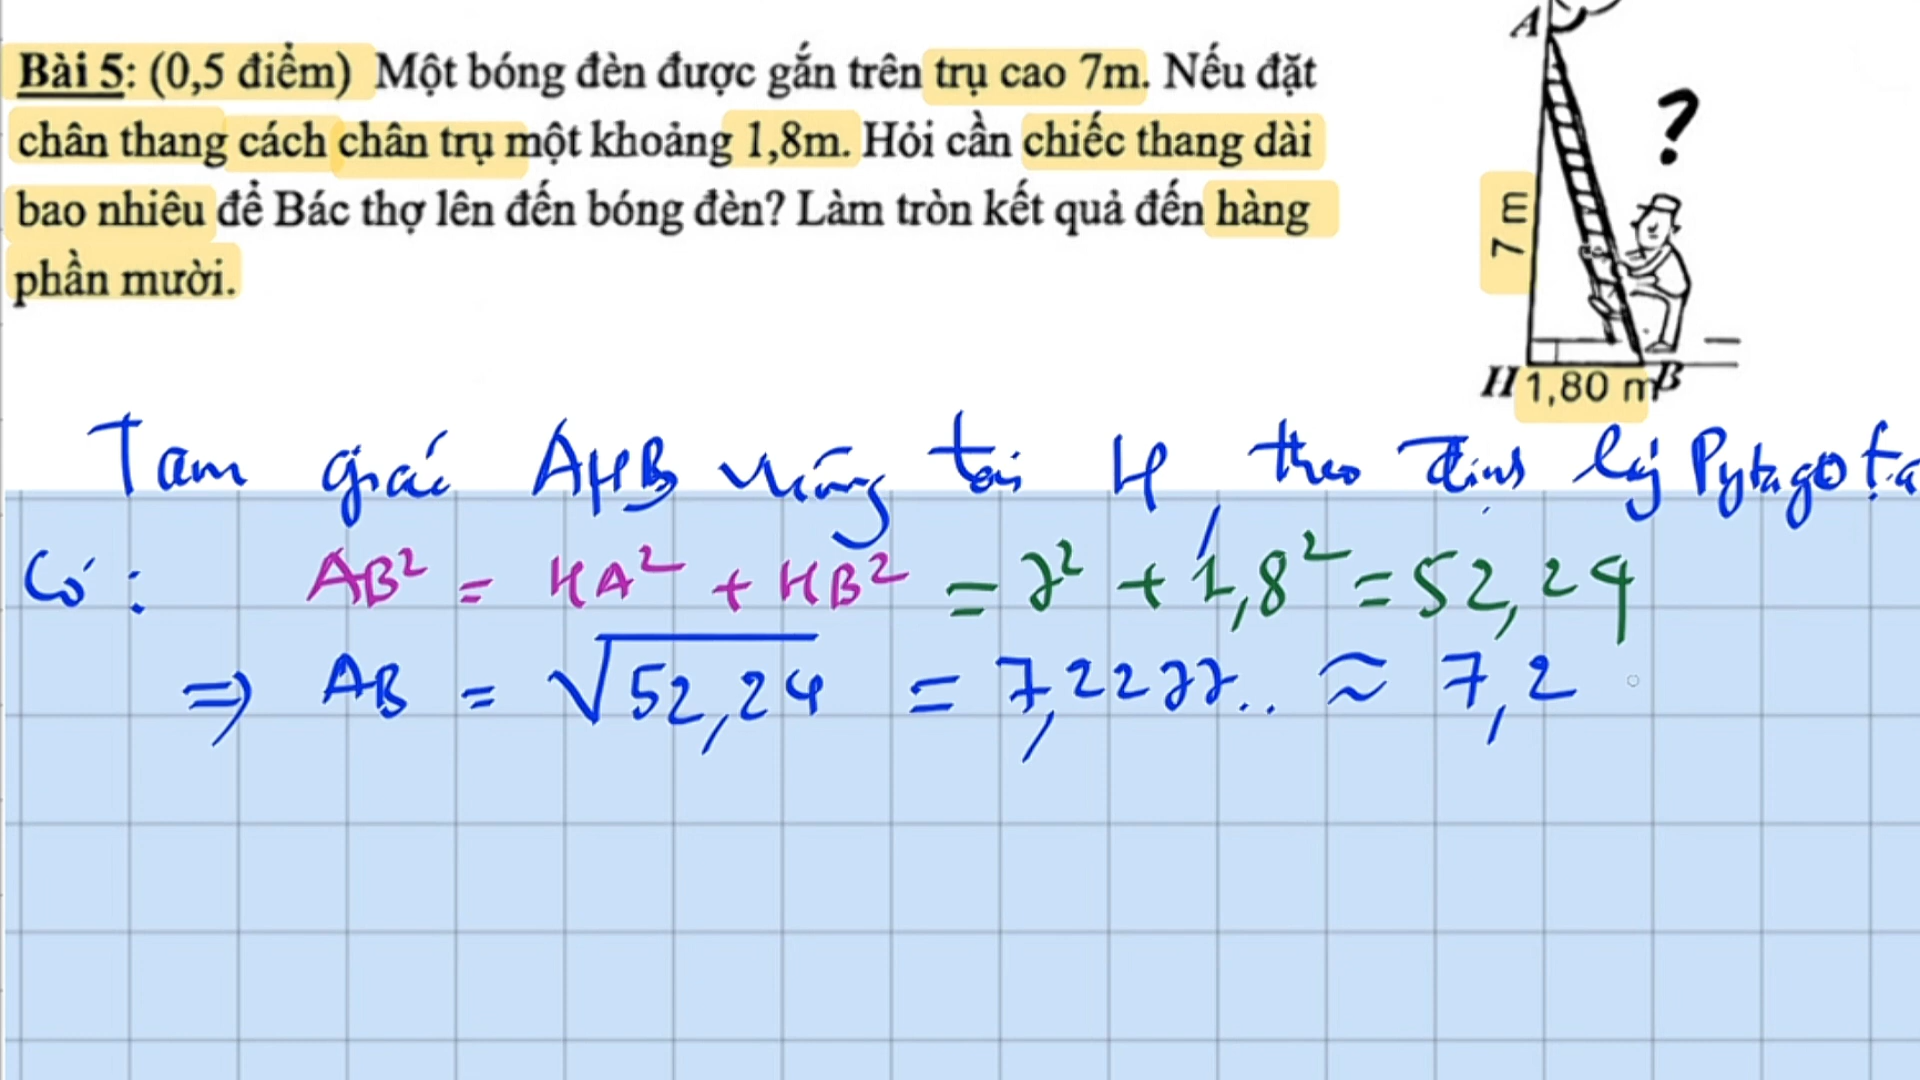 Bài 5: (0,5 điểm) Một bóng đèn được gắn trên trụ cao 7m. Nếu đặt
chân thang cách chân trụ một khoảng 1,8m. Hỏi cần chiếc thang dài
bao nhiêu để Bác thợ lên đến bóng đèn? Làm tròn kết quả đến hàng
phần mười.
A
?
7 m
H 1,80 m B
Tam giác AHB vuông tại H, theo định lý Pytago ta
có: AB² = HA² + HB² = 7² + 1,8² = 52,24
=> AB = √52,24 = 7,2277.. ≈ 7,2